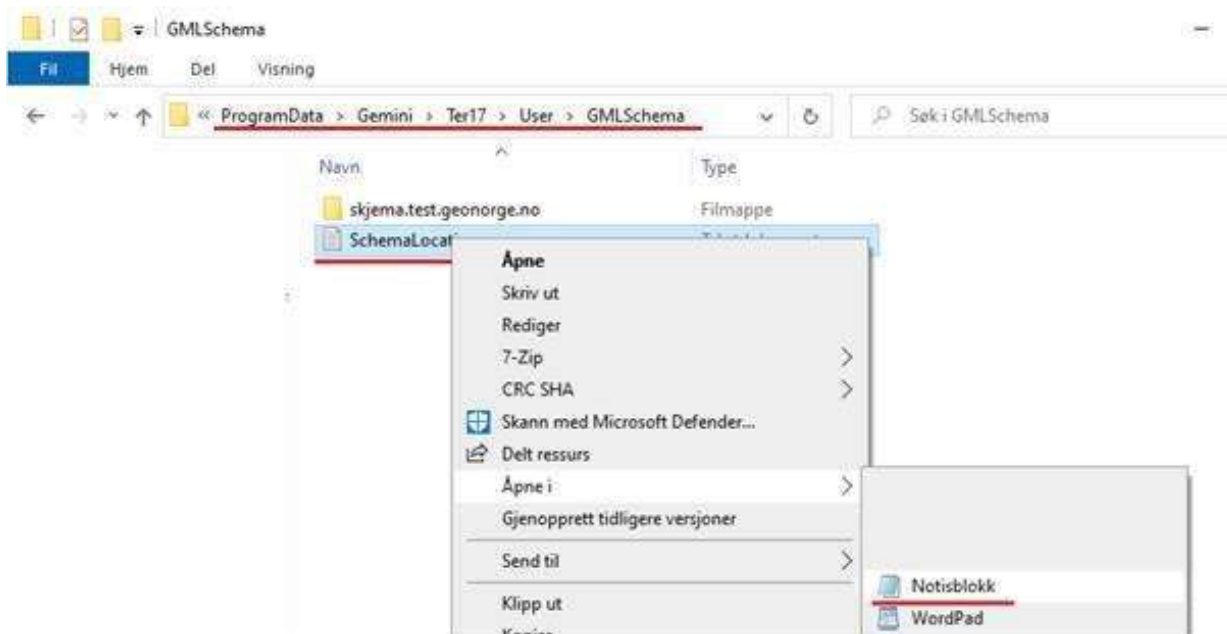 GMLSchema
Fil Hjem Del Visning
« ProgramData > Gemini > Ter17 > User > GMLSchema
Søk i GMLSchema
Navn Type
skjema.test.geonorge.no Filmappe
SchemaLocati
Åpne
Skriv ut
Rediger
7-Zip
CRC SHA
Skann med Microsoft Defender...
Delt ressurs
Åpne i
Gjenopprett tidligere versjoner
Send til
Notisblokk
Klipp ut
WordPad